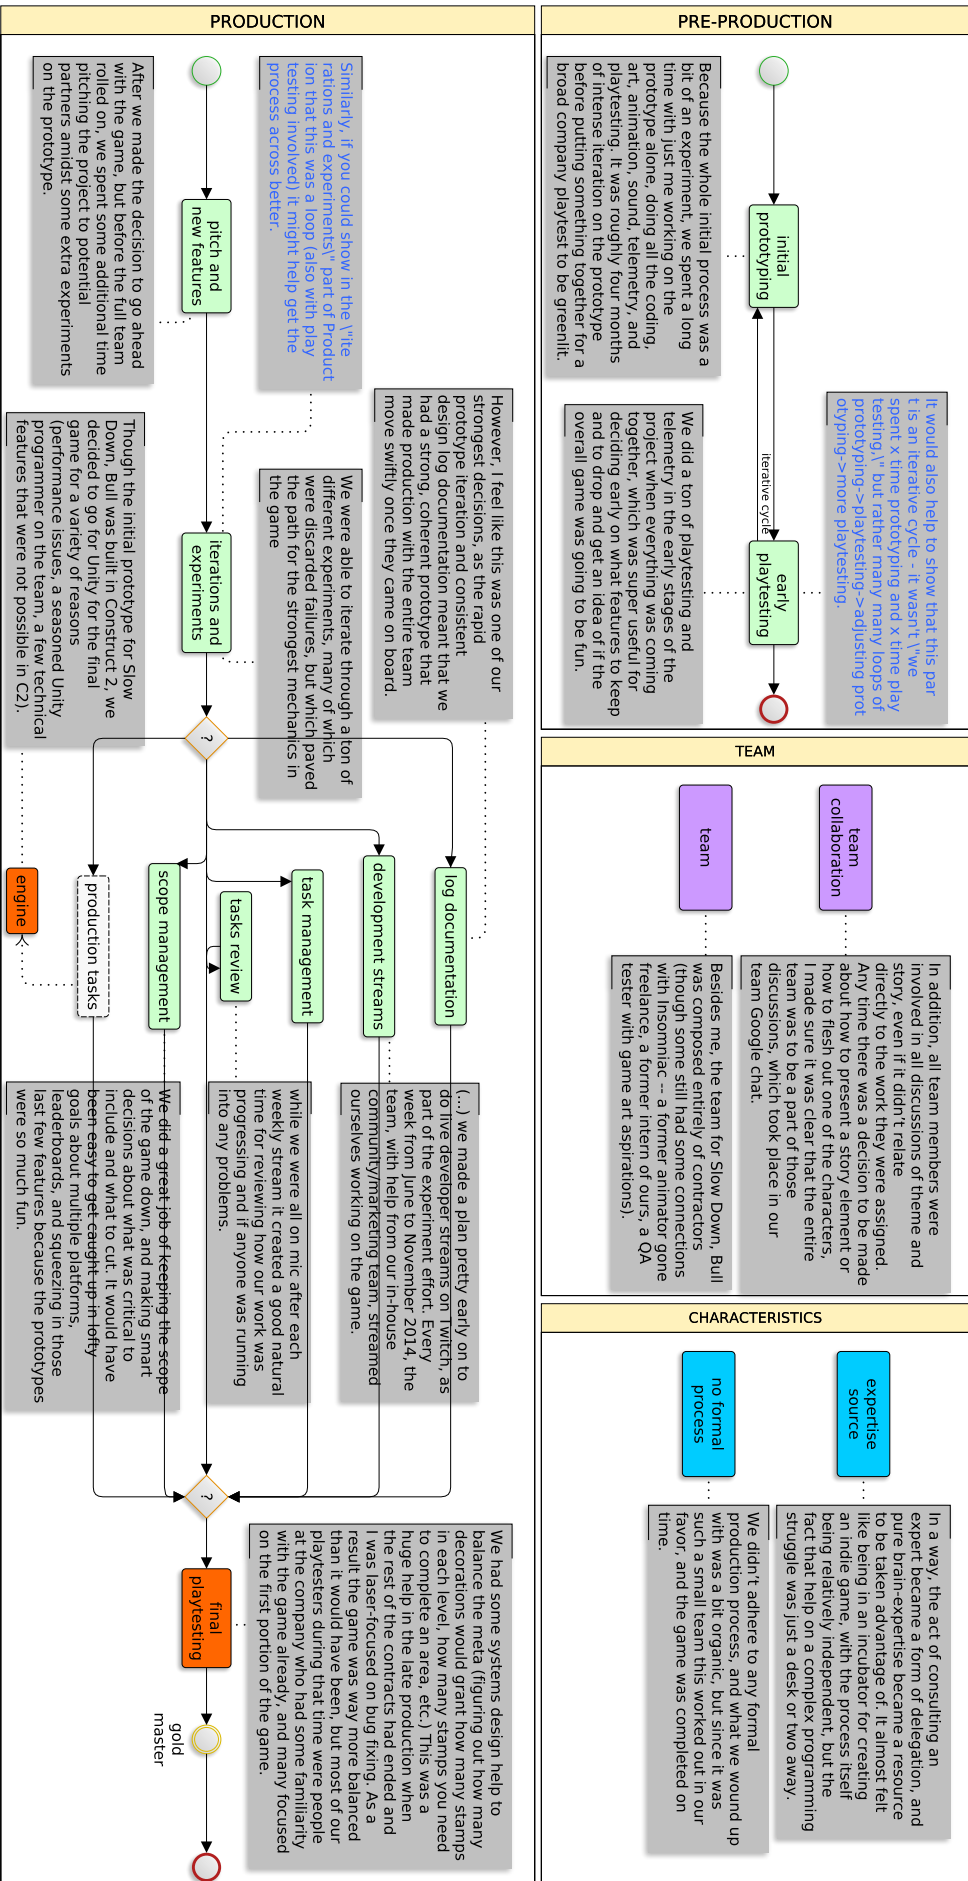 PRE-PRODUCTION
initial
prototyping
iterative cycle
early
playtesting
It would also help to show that this par
t is an iterative cycle - it wasn't \"we
spent x time prototyping and x time play
testing,\" but rather many many loops of
prototyping->playtesting->adjusting prot
otyping->more playtesting.
Because the whole initial process was a
bit of an experiment, we spent a long
time with just me working on the
prototype alone, doing all the coding,
art, animation, sound, telemetry, and
playtesting. It was roughly four months
of intense iteration on the prototype
before putting something together for a
broad company playtest to be greenlit.
We did a ton of playtesting and
telemetry in the early stages of the
project when everything was coming
together, which was super useful for
deciding early on what features to keep
and to drop and get an idea of if the
overall game was going to be fun.
TEAM
team
collaboration
In addition, all team members were
involved in all discussions of theme and
story, even if it didn't relate
directly to the work they were assigned.
Any time there was a decision to be made
about how to present a story element or
how to flesh out one of the characters,
I made sure it was clear that the entire
team was to be a part of those
discussions, which took place in our
team Google chat.
team
Besides me, the team for Slow Down, Bull
was composed entirely of contractors
(though some still had some connections
with Insomniac -- a former animator gone
freelance, a former intern of ours, a QA
tester with game art aspirations).
CHARACTERISTICS
expertise
source
In a way, the act of consulting an
expert became a form of delegation, and
pure brain-expertise became a resource
to be taken advantage of. It almost felt
like being in an incubator for creating
an indie game, with the process itself
being relatively independent, but the
fact that help on a complex programming
struggle was just a desk or two away.
no formal
process
We didn't adhere to any formal
production process, and what we wound up
with was a bit organic, but since it was
such a small team this worked out in our
favor, and the game was completed on
time.
PRODUCTION
Similarly, if you could show in the \"ite
rations and experiments\" part of Product
ion that this was a loop (also with play
testing involved) it might help get the
process across better.
pitch and
new features
After we made the decision to go ahead
with the game, but before the full team
rolled on, we spent some additional time
pitching the project to potential
partners amidst some extra experiments
on the prototype.
However, I feel like this was one of our
strongest decisions, as the rapid
prototype iteration and consistent
design log documentation meant that we
had a strong, coherent prototype that
made production with the entire team
move swiftly once they came on board.
We were able to iterate through a ton of
different experiments, many of which
were discarded failures, but which paved
the path for the strongest mechanics in
the game
iterations and
experiments
Though the initial prototype for Slow
Down, Bull was built in Construct 2, we
decided to go for Unity for the final
game for a variety of reasons
(performance issues, a seasoned Unity
programmer on the team, a few technical
features that were not possible in C2).
?
log documentation
development streams
task management
tasks review
scope management
production tasks
engine
(...) we made a plan pretty early on to
do live developer streams on Twitch, as
part of the experiment effort. Every
week from June to November 2014, the
team, with help from our in-house
community/marketing team, streamed
ourselves working on the game.
while we were all on mic after each
weekly stream it created a good natural
time for reviewing how our work was
progressing and if anyone was running
into any problems.
We did a great job of keeping the scope
of the game down, and making smart
decisions about what was critical to
include and what to cut. It would have
been easy to get caught up in lofty
goals about multiple platforms,
leaderboards, and squeezing in those
last few features because the prototypes
were so much fun.
?
We had some systems design help to
balance the meta (figuring out how many
decorations would grant how many stamps
in each level, how many stamps you need
to complete an area, etc.) This was a
huge help in the late production when
the rest of the contracts had ended and
I was laser-focused on bug fixing. As a
result the game was way more balanced
than it would have been, but most of our
playtesters during that time were people
at the company who had some familiarity
with the game already, and many focused
on the first portion of the game.
final
playtesting
gold
master